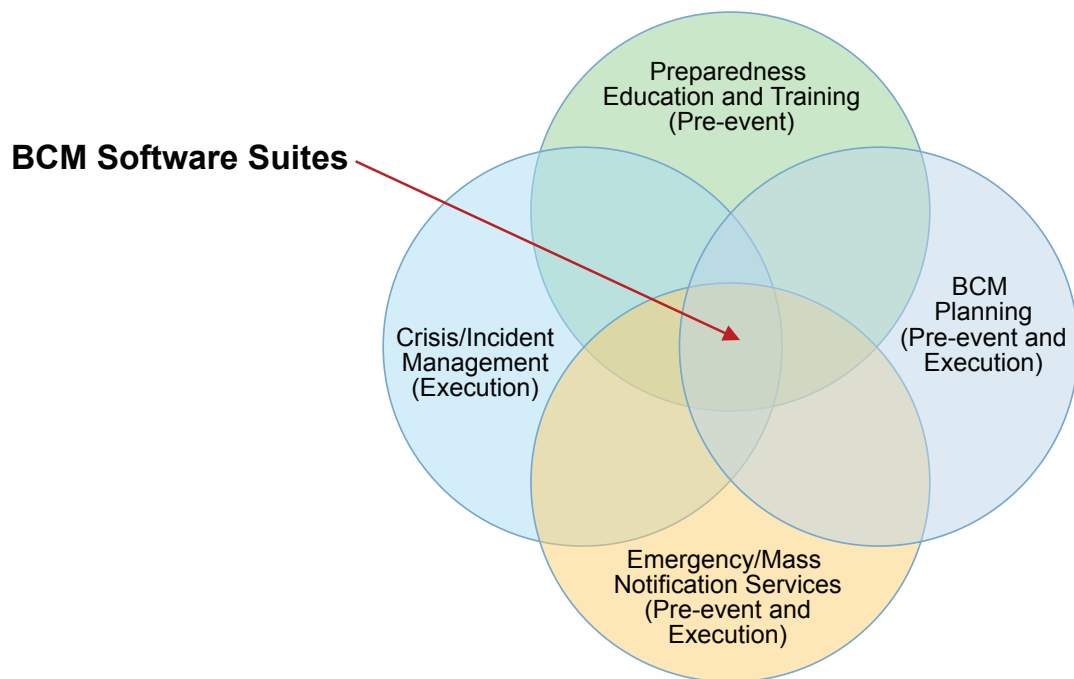 Preparedness
Education and Training
(Pre-event)
BCM Software Suites
Crisis/Incident
Management
(Execution)
BCM
Planning
(Pre-event and
Execution)
Emergency/Mass
Notification Services
(Pre-event and
Execution)